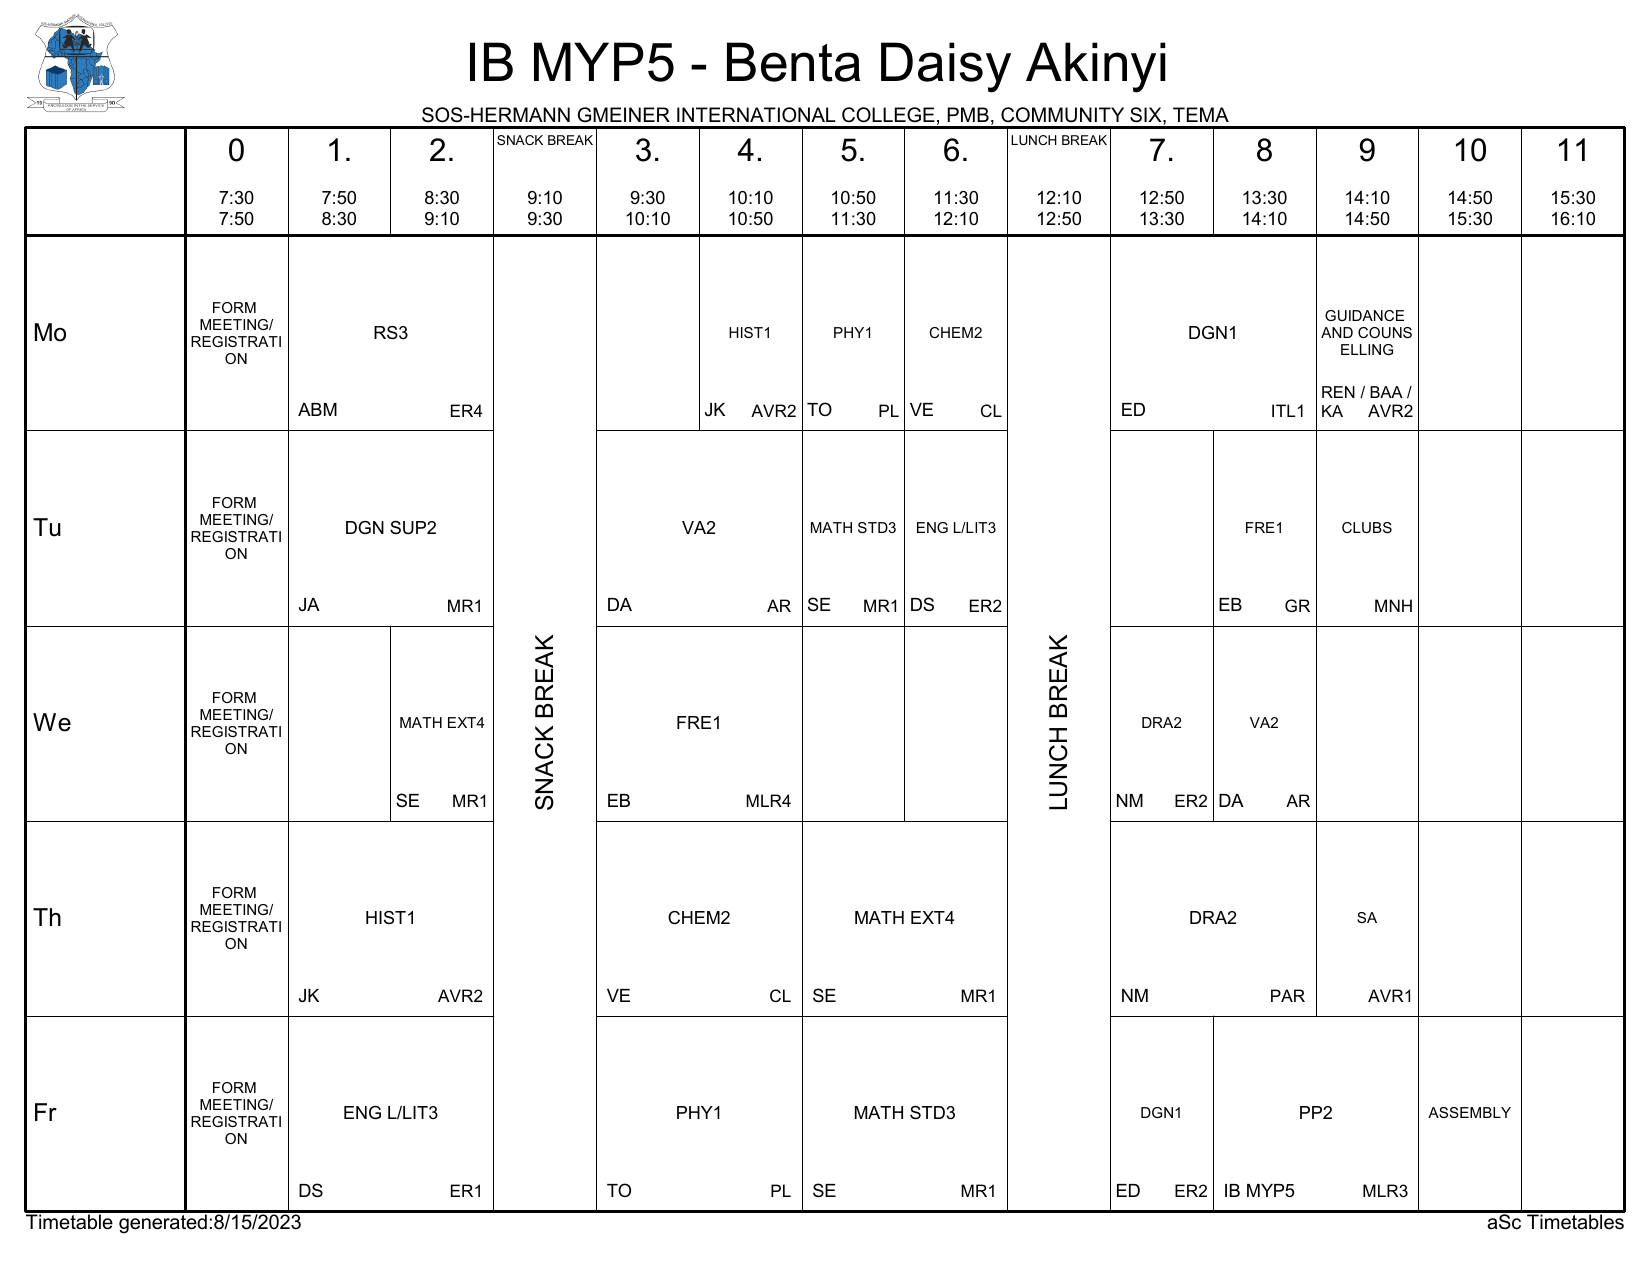 IB MYP5 - Benta Daisy Akinyi
SOS-HERMANN GMEINER INTERNATIONAL COLLEGE, PMB, COMMUNITY SIX, TEMA
0 1. 2. SNACK BREAK 3. 4. 5. 6. LUNCH BREAK 7. 8 9 10 11
7:30 7:50 8:30 9:10 9:30 10:10 10:50 11:30 12:10 12:50 13:30 14:10 14:50 15:30
7:50 8:30 9:10 9:30 10:10 10:50 11:30 12:10 12:50 13:30 14:10 14:50 15:30 16:10
Mo
FORM
MEETING/
REGISTRATI
ON
RS3
ABM ER4
HIST1
JK AVR2
PHY1
TO PL
CHEM2
VE CL
DGN1
ED ITL1
GUIDANCE
AND COUNS
ELLING
REN / BAA /
KA AVR2
Tu
FORM
MEETING/
REGISTRATI
ON
DGN SUP2
JA MR1
VA2
DA AR
MATH STD3
SE MR1
ENG L/LIT3
DS ER2
FRE1
EB GR
CLUBS
MNH
SNACK BREAK
LUNCH BREAK
We
FORM
MEETING/
REGISTRATI
ON
MATH EXT4
SE MR1
FRE1
EB MLR4
DRA2
NM ER2
VA2
DA AR
Th
FORM
MEETING/
REGISTRATI
ON
HIST1
JK AVR2
CHEM2
VE CL
MATH EXT4
SE MR1
DRA2
NM PAR
SA
AVR1
Fr
FORM
MEETING/
REGISTRATI
ON
ENG L/LIT3
DS ER1
PHY1
TO PL
MATH STD3
SE MR1
DGN1
ED ER2
PP2
IB MYP5 MLR3
ASSEMBLY
Timetable generated:8/15/2023
aSc Timetables